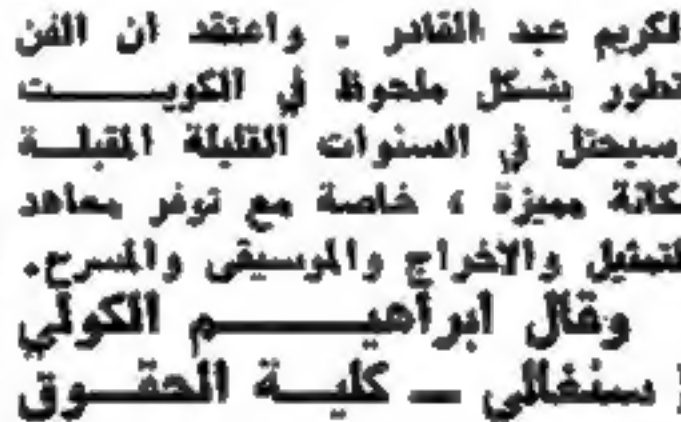 الكريم عبد القادر . واعتقد ان الفن
تطور بشكل ملحوظ في الكويت
وسيحتل في السنوات القليلة المقبلة
مكانة مميزة ، خاصة مع توفر معاهد
التمثيل والاخراج والموسيقى والمسرح.
وقال ابراهيم الكولي
سنغالي ـ كلية الحقوق